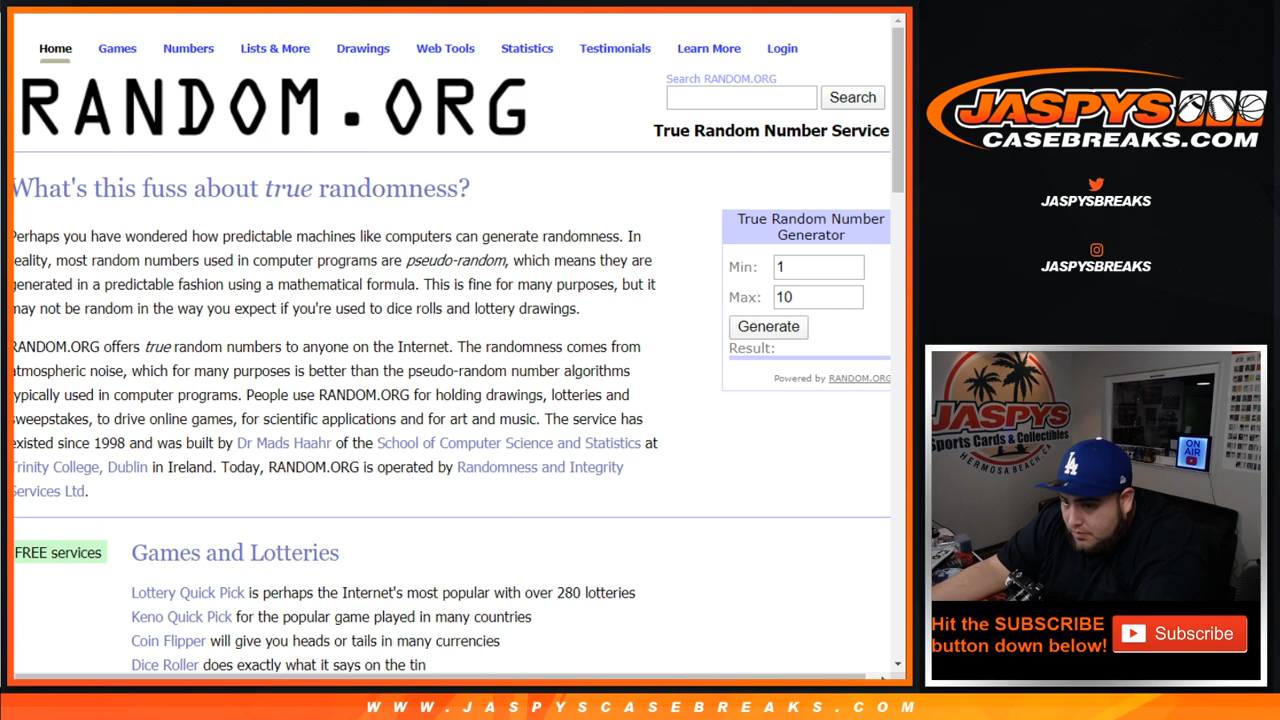 Home Games Numbers Lists & More Drawings Web Tools Statistics Testimonials Learn More Login
RANDOM.ORG
Search RANDOM.ORG
Search
True Random Number Service
What's this fuss about true randomness?
Perhaps you have wondered how predictable machines like computers can generate randomness. In
reality, most random numbers used in computer programs are pseudo-random, which means they are
generated in a predictable fashion using a mathematical formula. This is fine for many purposes, but it
may not be random in the way you expect if you're used to dice rolls and lottery drawings.
RANDOM.ORG offers true random numbers to anyone on the Internet. The randomness comes from
atmospheric noise, which for many purposes is better than the pseudo-random number algorithms
typically used in computer programs. People use RANDOM.ORG for holding drawings, lotteries and
sweepstakes, to drive online games, for scientific applications and for art and music. The service has
existed since 1998 and was built by Dr Mads Haahr of the School of Computer Science and Statistics at
Trinity College, Dublin in Ireland. Today, RANDOM.ORG is operated by Randomness and Integrity
Services Ltd.
True Random Number
Generator
Min: 1
Max: 10
Generate
Result:
Powered by RANDOM.ORG
FREE services
Games and Lotteries
Lottery Quick Pick is perhaps the Internet's most popular with over 280 lotteries
Keno Quick Pick for the popular game played in many countries
Coin Flipper will give you heads or tails in many currencies
Dice Roller does exactly what it says on the tin
JASPYS
CASEBREAKS.COM
JASPYSBREAKS
JASPYSBREAKS
JASPYS
Sports Cards & Collectibles
HERMOSA BEACH, CA
LA
ON
AIR
Hit the SUBSCRIBE
button down below!
Subscribe
WWW.JASPYSCASEBREAKS.COM